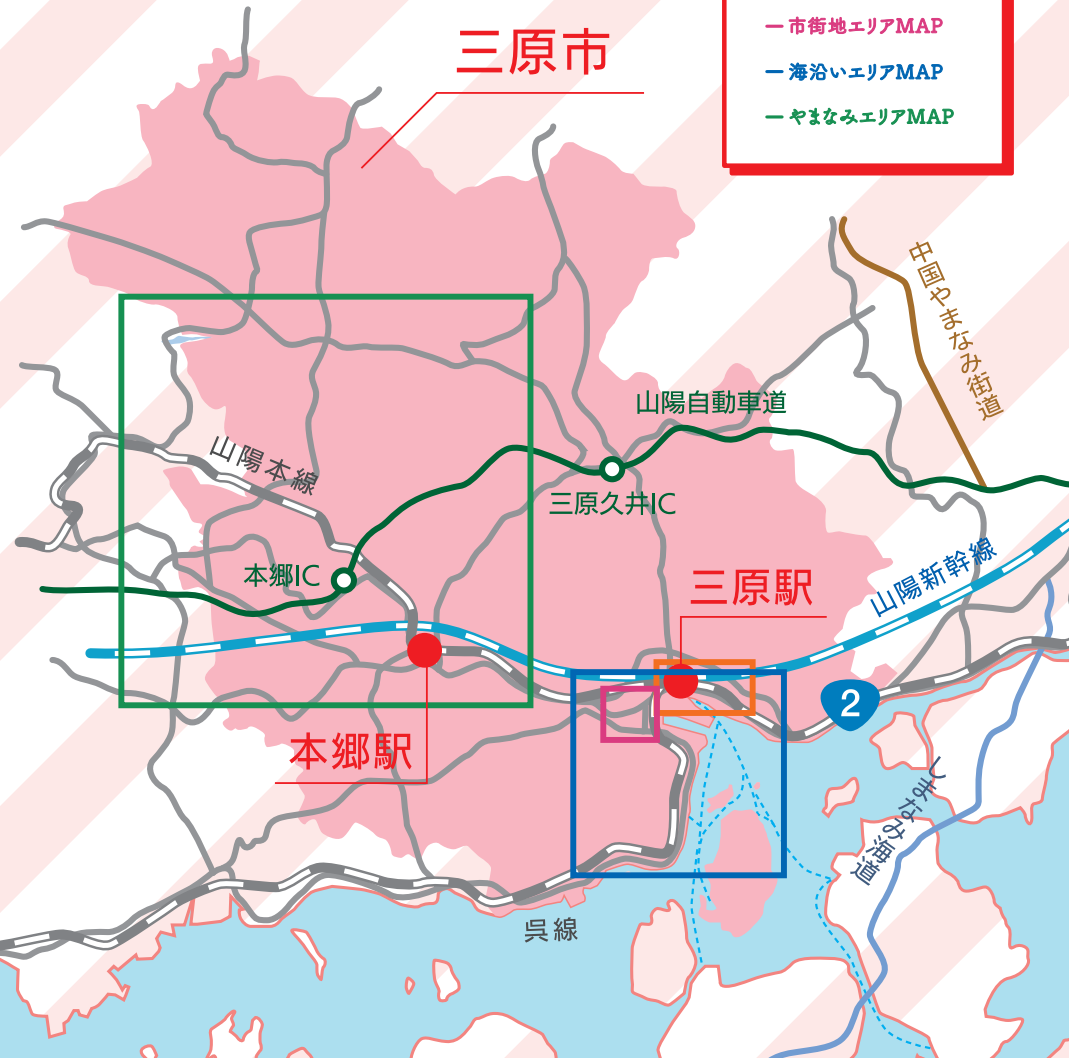 三原市
ー市街地エリアMAP
ー海沿いエリアMAP
ーやまなみエリアMAP
中国やまなみ街道
山陽自動車道
山陽本線
三原久井IC
本郷IC
三原駅
山陽新幹線
2
本郷駅
しまなみ海道
呉線